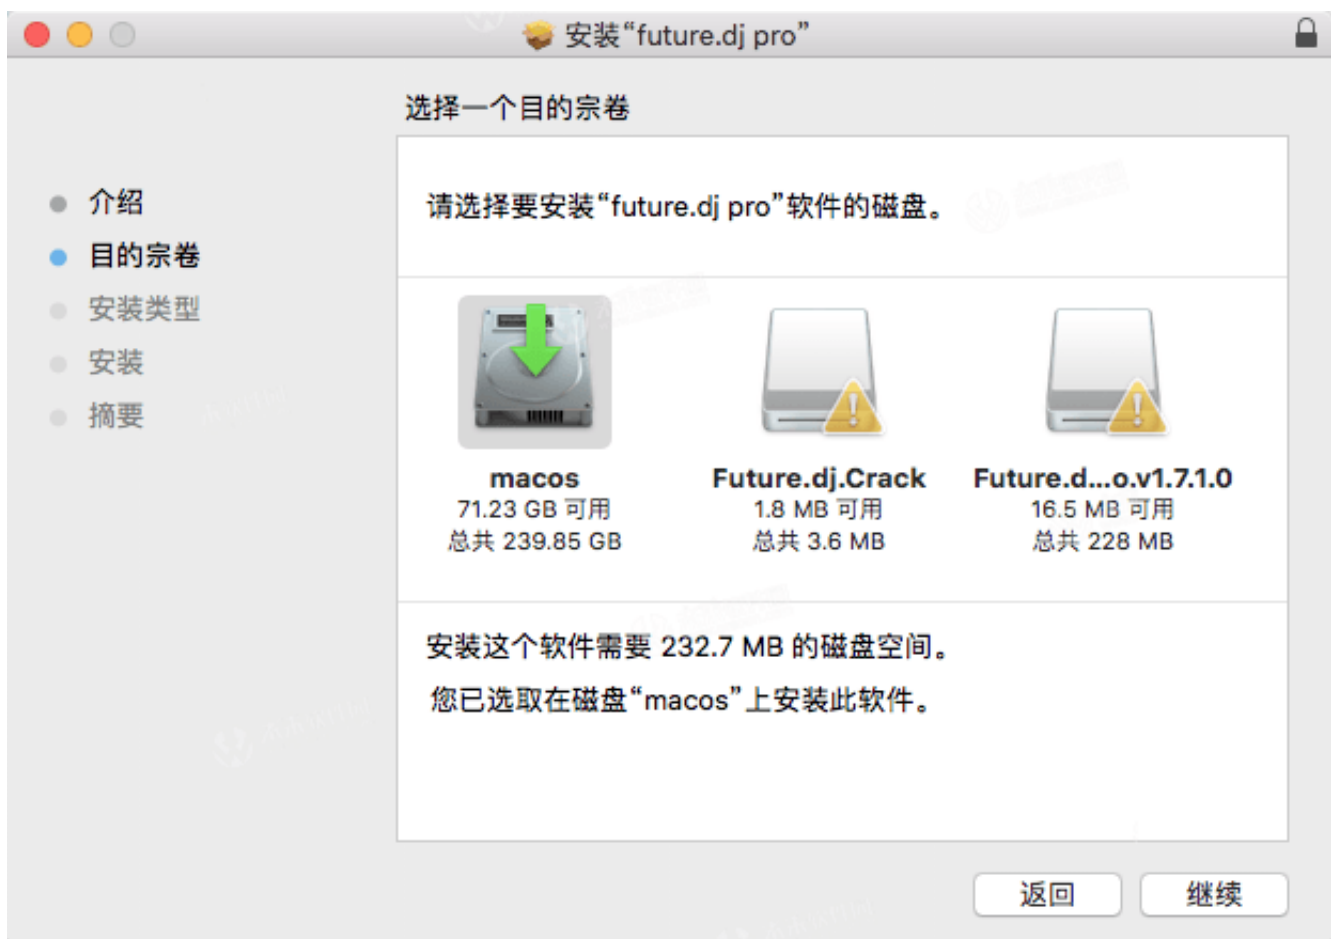 安装“future.dj pro”
选择一个目的宗卷
介绍
目的宗卷
安装类型
安装
摘要
请选择要安装“future.dj pro”软件的磁盘。
macos
71.23 GB 可用
总共 239.85 GB
Future.dj.Crack
1.8 MB 可用
总共 3.6 MB
Future.d...o.v1.7.1.0
16.5 MB 可用
总共 228 MB
安装这个软件需要 232.7 MB 的磁盘空间。
您已选取在磁盘“macos”上安装此软件。
返回
继续